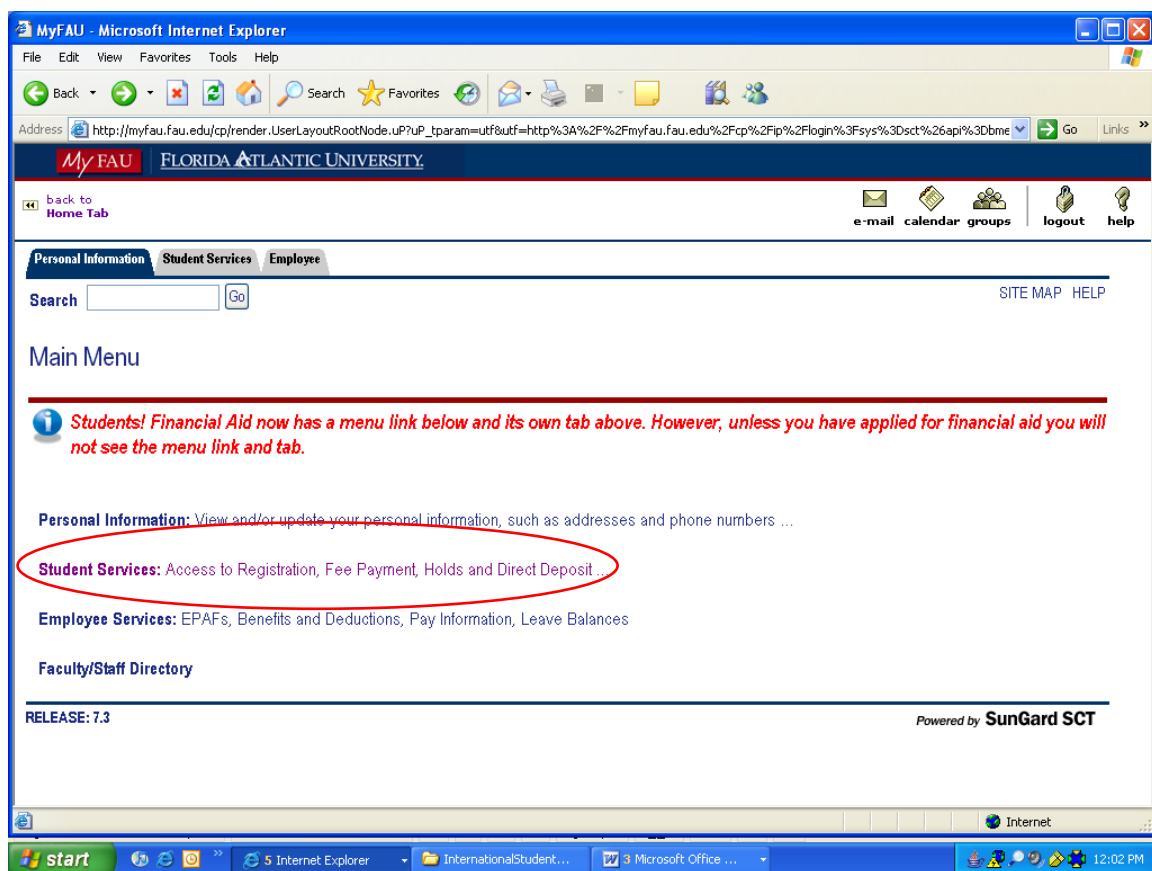 MyFAU - Microsoft Internet Explorer
File Edit View Favorites Tools Help
Back Search Favorites
Address http://myfau.fau.edu/cp/render.UserLayoutRootNode.uP?uP_tparam=utf&utf=http%3A%2F%2Fmyfau.fau.edu%2Fcp%2Fip%2Flogin%3Fsys%3Dsct%26api%3Dbme Go Links »
My FAU FLORIDA ATLANTIC UNIVERSITY.
back to
Home Tab
e-mail calendar groups logout help
Personal Information Student Services Employee
Search Go SITE MAP HELP
Main Menu
Students! Financial Aid now has a menu link below and its own tab above. However, unless you have applied for financial aid you will
not see the menu link and tab.
Personal Information: View and/or update your personal information, such as addresses and phone numbers ...
Student Services: Access to Registration, Fee Payment, Holds and Direct Deposit ...
Employee Services: EPAFs, Benefits and Deductions, Pay Information, Leave Balances
Faculty/Staff Directory
RELEASE: 7.3 Powered by SunGard SCT
Internet
start » 5 Internet Explorer InternationalStudent... 3 Microsoft Office ... 12:02 PM